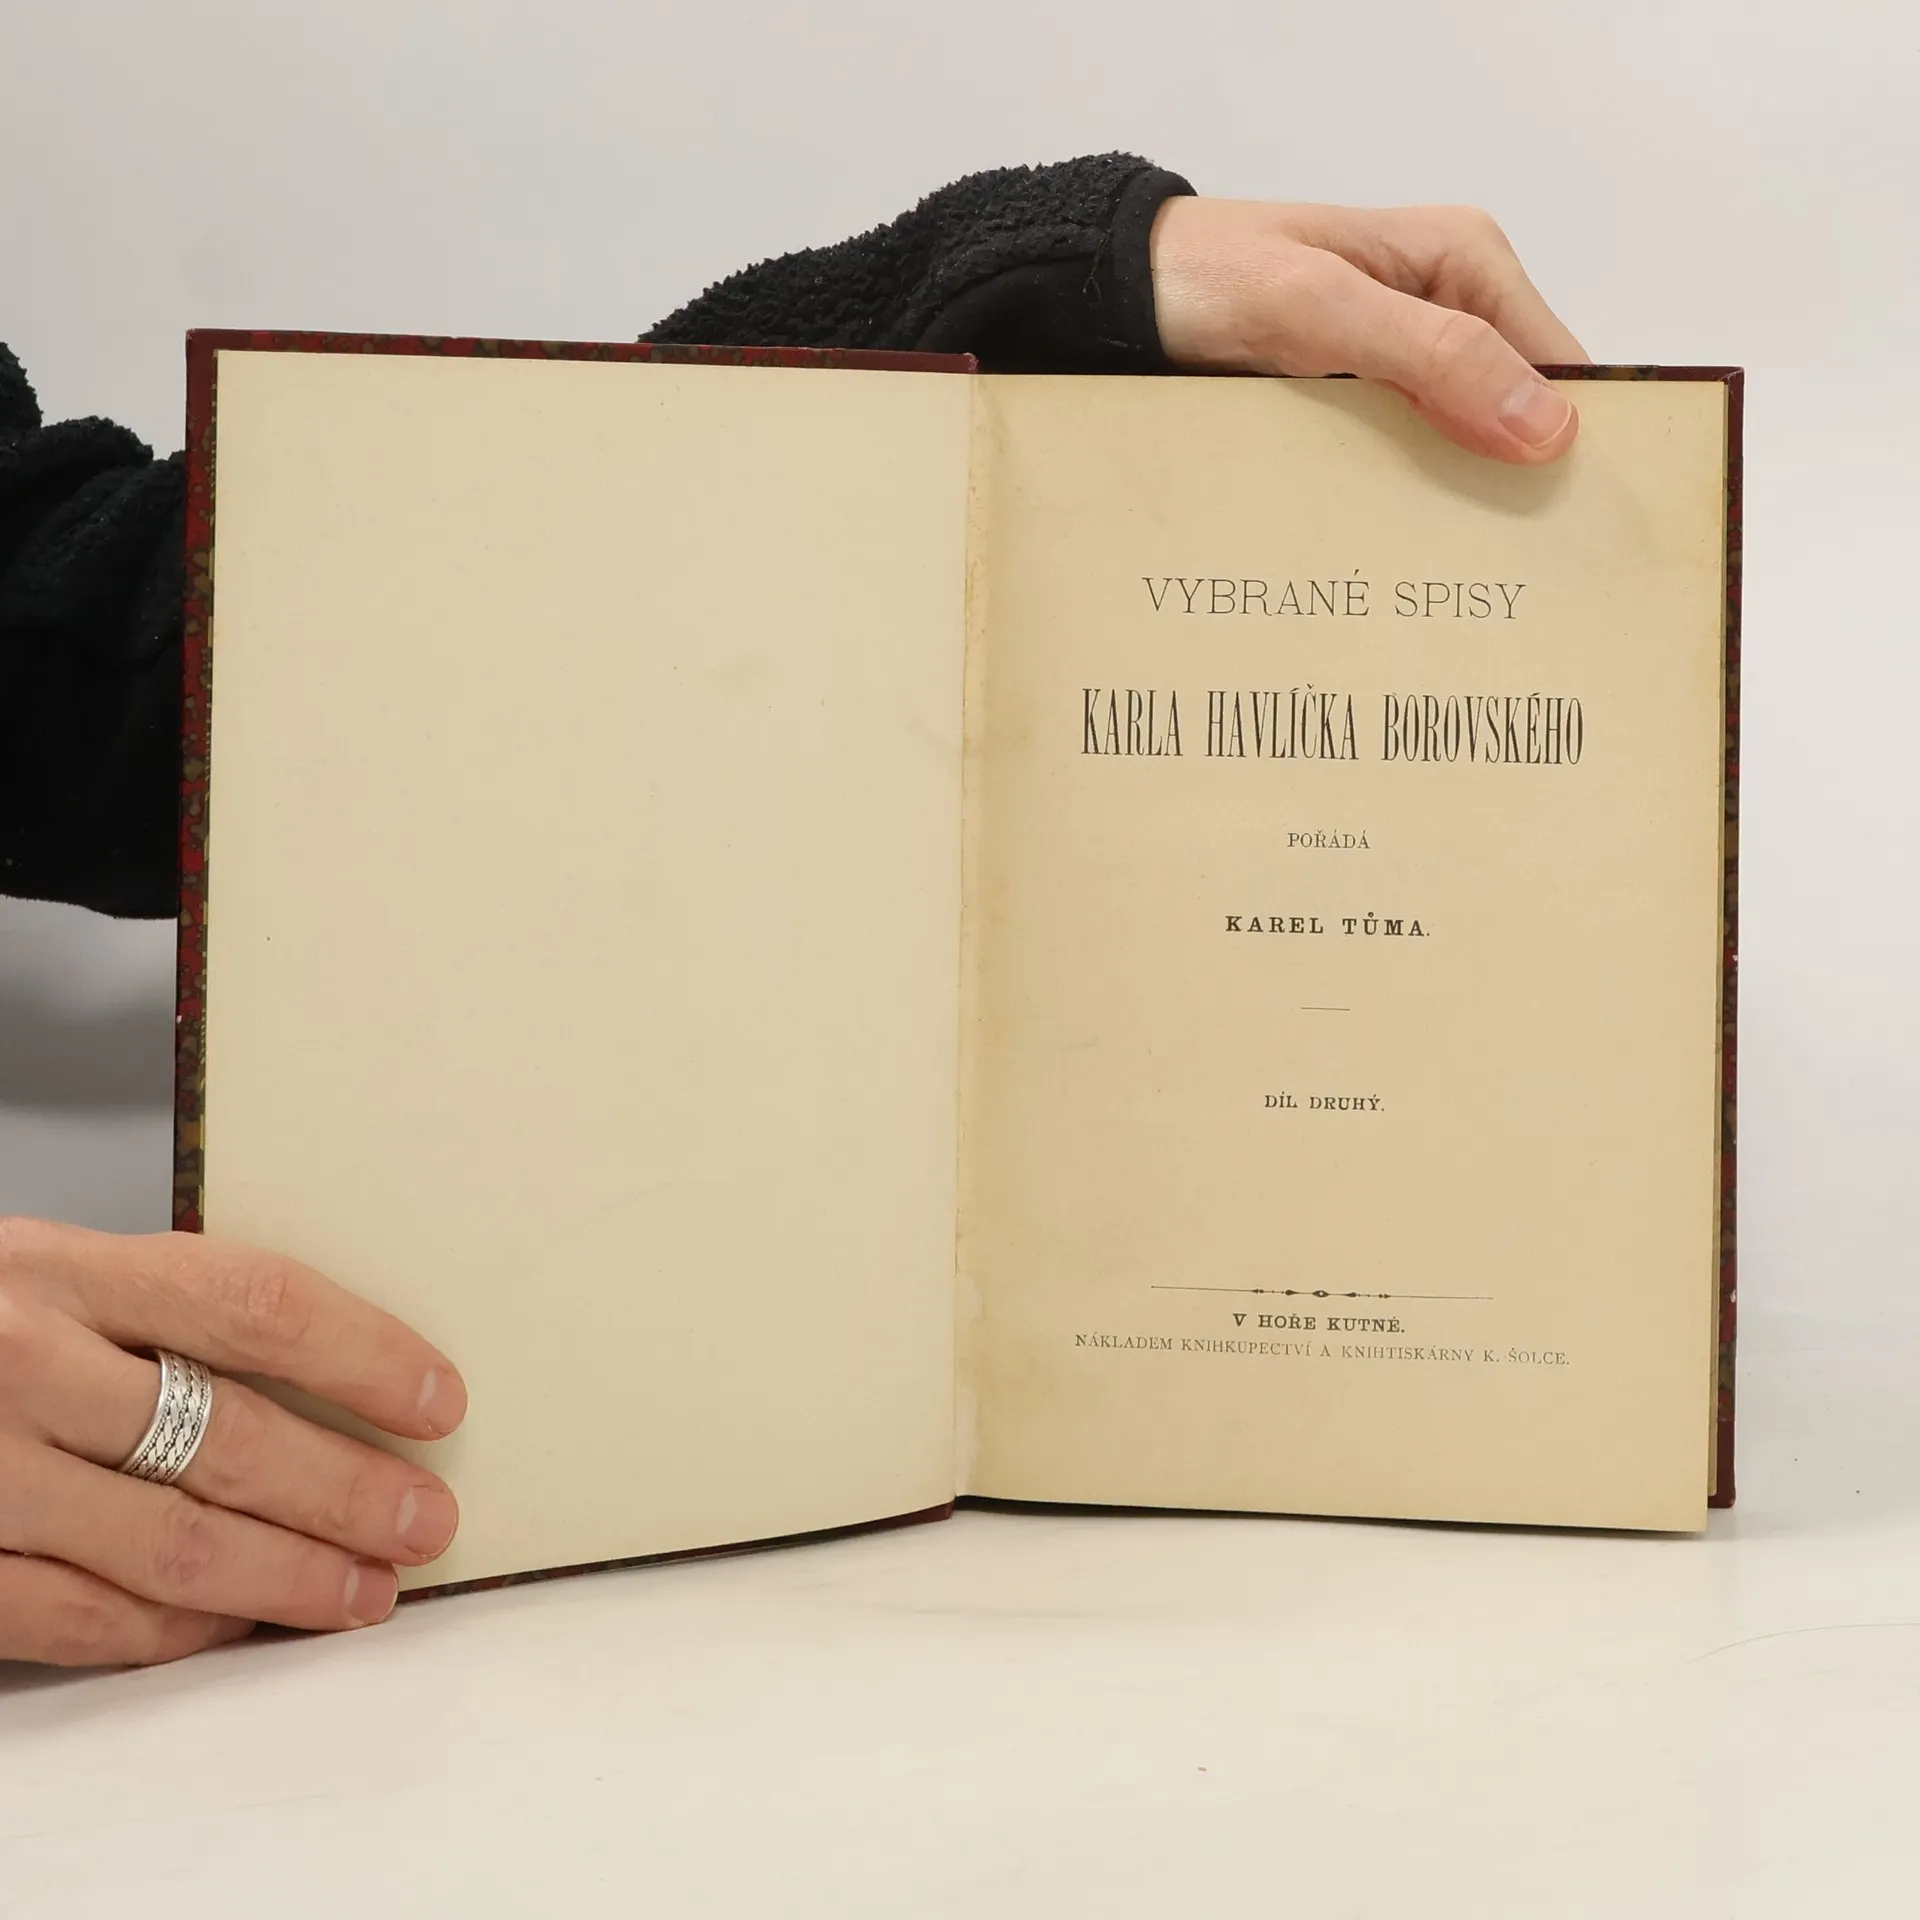 VYBRANÉ SPISY
KARLA HAVLÍČKA BOROVSKÉHO
POŘÁDÁ
KAREL TŮMA.
DÍL DRUHÝ.
V HOŘE KUTNÉ.
NÁKLADEM KNIHKUPECTVÍ A KNIHTISKÁRNY K. ŠOLCE.